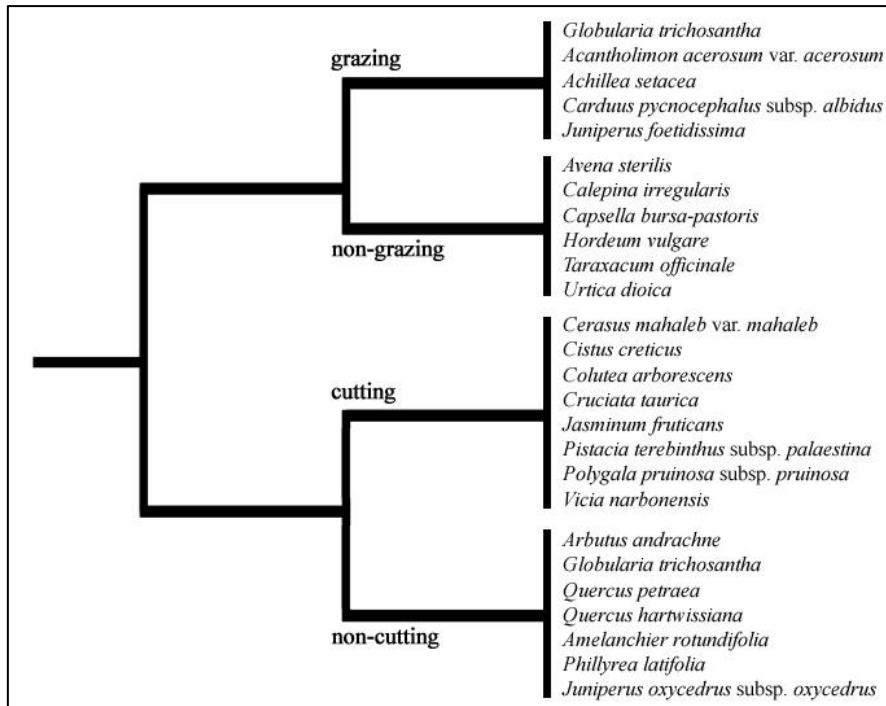 grazing
Globularia trichosantha
Acantholimon acerosum var. acerosum
Achillea setacea
Carduus pycnocephalus subsp. albidus
Juniperus foetidissima
non-grazing
Avena sterilis
Calepina irregularis
Capsella bursa-pastoris
Hordeum vulgare
Taraxacum officinale
Urtica dioica
cutting
Cerasus mahaleb var. mahaleb
Cistus creticus
Colutea arborescens
Cruciata taurica
Jasminum fruticans
Pistacia terebinthus subsp. palaestina
Polygala pruinosa subsp. pruinosa
Vicia narbonensis
non-cutting
Arbutus andrachne
Globularia trichosantha
Quercus petraea
Quercus hartwissiana
Amelanchier rotundifolia
Phillyrea latifolia
Juniperus oxycedrus subsp. oxycedrus